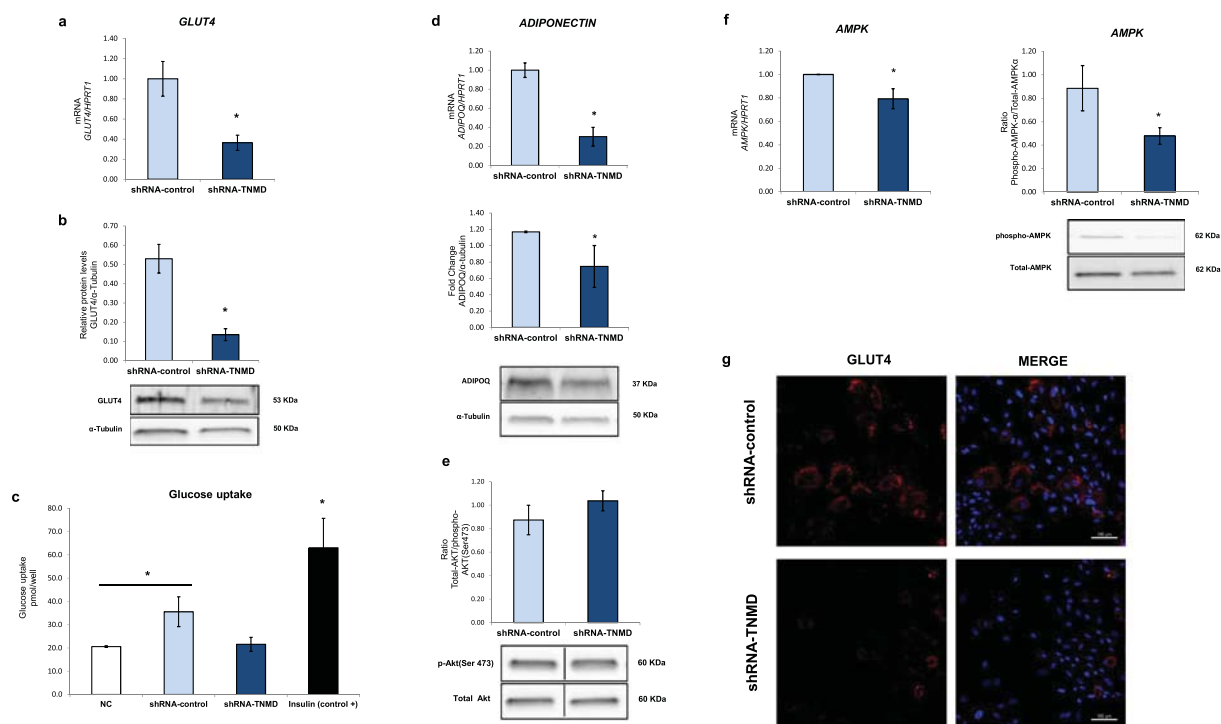 a
GLUT4
mRNA
GLUT4/HPRT1
1.40
1.20
1.00
0.80
0.60
0.40
0.20
0.00
*
shRNA-control shRNA-TNMD
b
Relative protein levels
GLUT4/α-Tubulin
0.70
0.60
0.50
0.40
0.30
0.20
0.10
0.00
*
shRNA-control shRNA-TNMD
GLUT4 53 KDa
α-Tubulin 50 KDa
c
Glucose uptake
Glucose uptake
pmol/well
80.0
70.0
60.0
50.0
40.0
30.0
20.0
10.0
0.0
*
*
NC shRNA-control shRNA-TNMD Insulin (control +)
d
ADIPONECTIN
mRNA
ADIPOQ/HPRT1
1.20
1.00
0.80
0.60
0.40
0.20
0.00
*
shRNA-control shRNA-TNMD
Fold Change
ADIPOQ/α-tubulin
1.40
1.20
1.00
0.80
0.60
0.40
0.20
0.00
*
shRNA-control shRNA-TNMD
ADIPOQ 37 KDa
α-Tubulin 50 KDa
e
Ratio
Total-AKT/phospho-
AKT(Ser473)
1.20
1.00
0.80
0.60
0.40
0.20
0.00
shRNA-control shRNA-TNMD
p-Akt(Ser 473) 60 KDa
Total Akt 60 KDa
f
AMPK
mRNA
AMPK/HPRT1
1.20
1.00
0.80
0.60
0.40
0.20
0.00
*
shRNA-control shRNA-TNMD
AMPK
Ratio
Phospho-AMPK-α/Total-AMPKα
1.20
1.00
0.80
0.60
0.40
0.20
0.00
*
shRNA-control shRNA-TNMD
phospho-AMPK 62 KDa
Total-AMPK 62 KDa
g
GLUT4 MERGE
shRNA-control
shRNA-TNMD